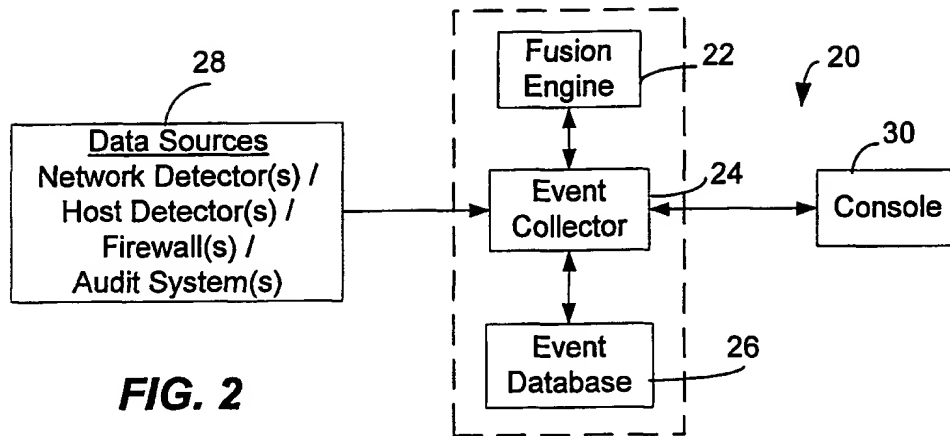 28
Data Sources
Network Detector(s) /
Host Detector(s) /
Firewall(s) /
Audit System(s)
Fusion
Engine
22
20
Event
Collector
24
30
Console
Event
Database
26
FIG. 2